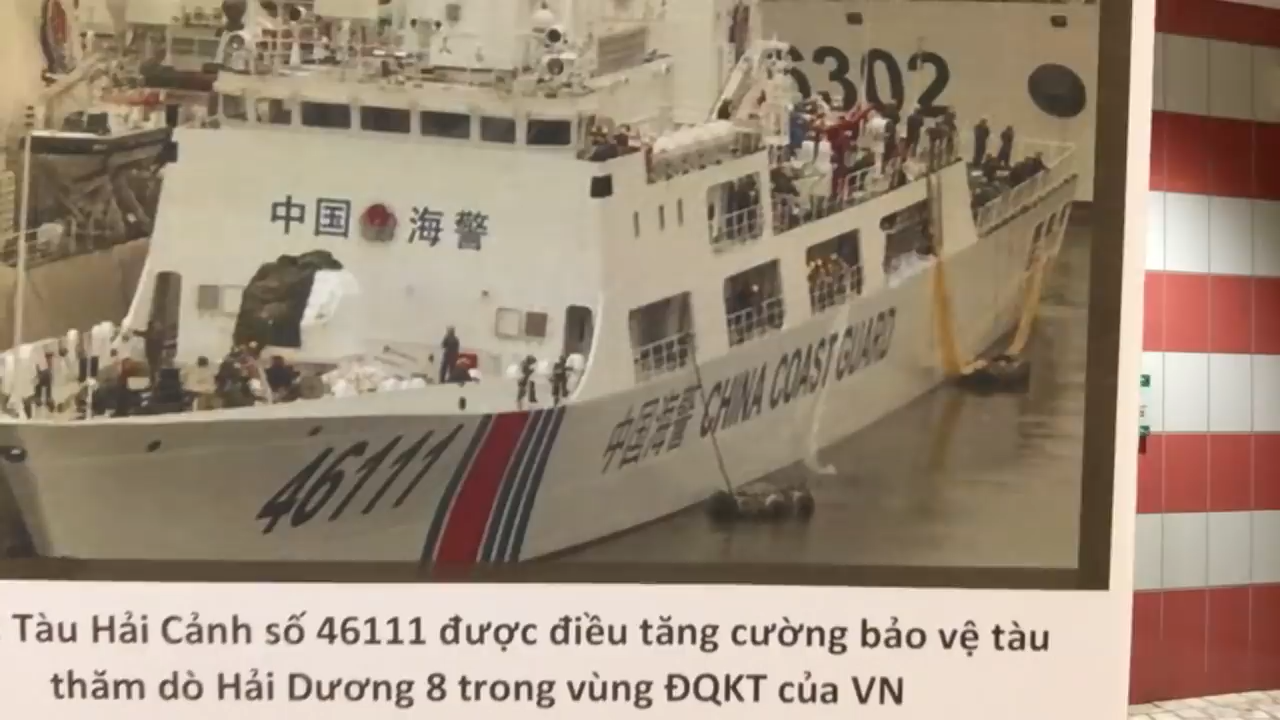 6302
中国 海警
中国海警 CHINA COAST GUARD
46111
Tàu Hải Cảnh số 46111 được điều tăng cường bảo vệ tàu
thăm dò Hải Dương 8 trong vùng ĐQKT của VN